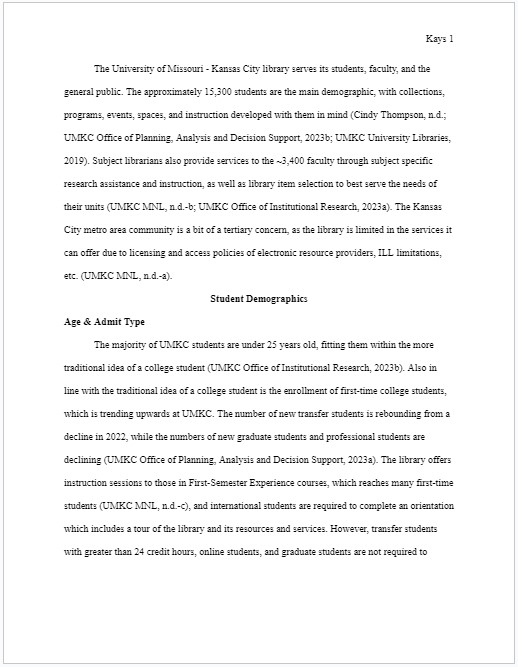 Kays 1
The University of Missouri - Kansas City library serves its students, faculty, and the
general public. The approximately 15,300 students are the main demographic, with collections,
programs, events, spaces, and instruction developed with them in mind (Cindy Thompson, n.d.;
UMKC Office of Planning, Analysis and Decision Support, 2023b; UMKC University Libraries,
2019). Subject librarians also provide services to the ~3,400 faculty through subject specific
research assistance and instruction, as well as library item selection to best serve the needs of
their units (UMKC MNL, n.d.-b; UMKC Office of Institutional Research, 2023a). The Kansas
City metro area community is a bit of a tertiary concern, as the library is limited in the services it
can offer due to licensing and access policies of electronic resource providers, ILL limitations,
etc. (UMKC MNL, n.d.-a).
Student Demographics
Age & Admit Type
The majority of UMKC students are under 25 years old, fitting them within the more
traditional idea of a college student (UMKC Office of Institutional Research, 2023b). Also in
line with the traditional idea of a college student is the enrollment of first-time college students,
which is trending upwards at UMKC. The number of new transfer students is rebounding from a
decline in 2022, while the numbers of new graduate students and professional students are
declining (UMKC Office of Planning, Analysis and Decision Support, 2023a). The library offers
instruction sessions to those in First-Semester Experience courses, which reaches many first-time
students (UMKC MNL, n.d.-c), and international students are required to complete an orientation
which includes a tour of the library and its resources and services. However, transfer students
with greater than 24 credit hours, online students, and graduate students are not required to